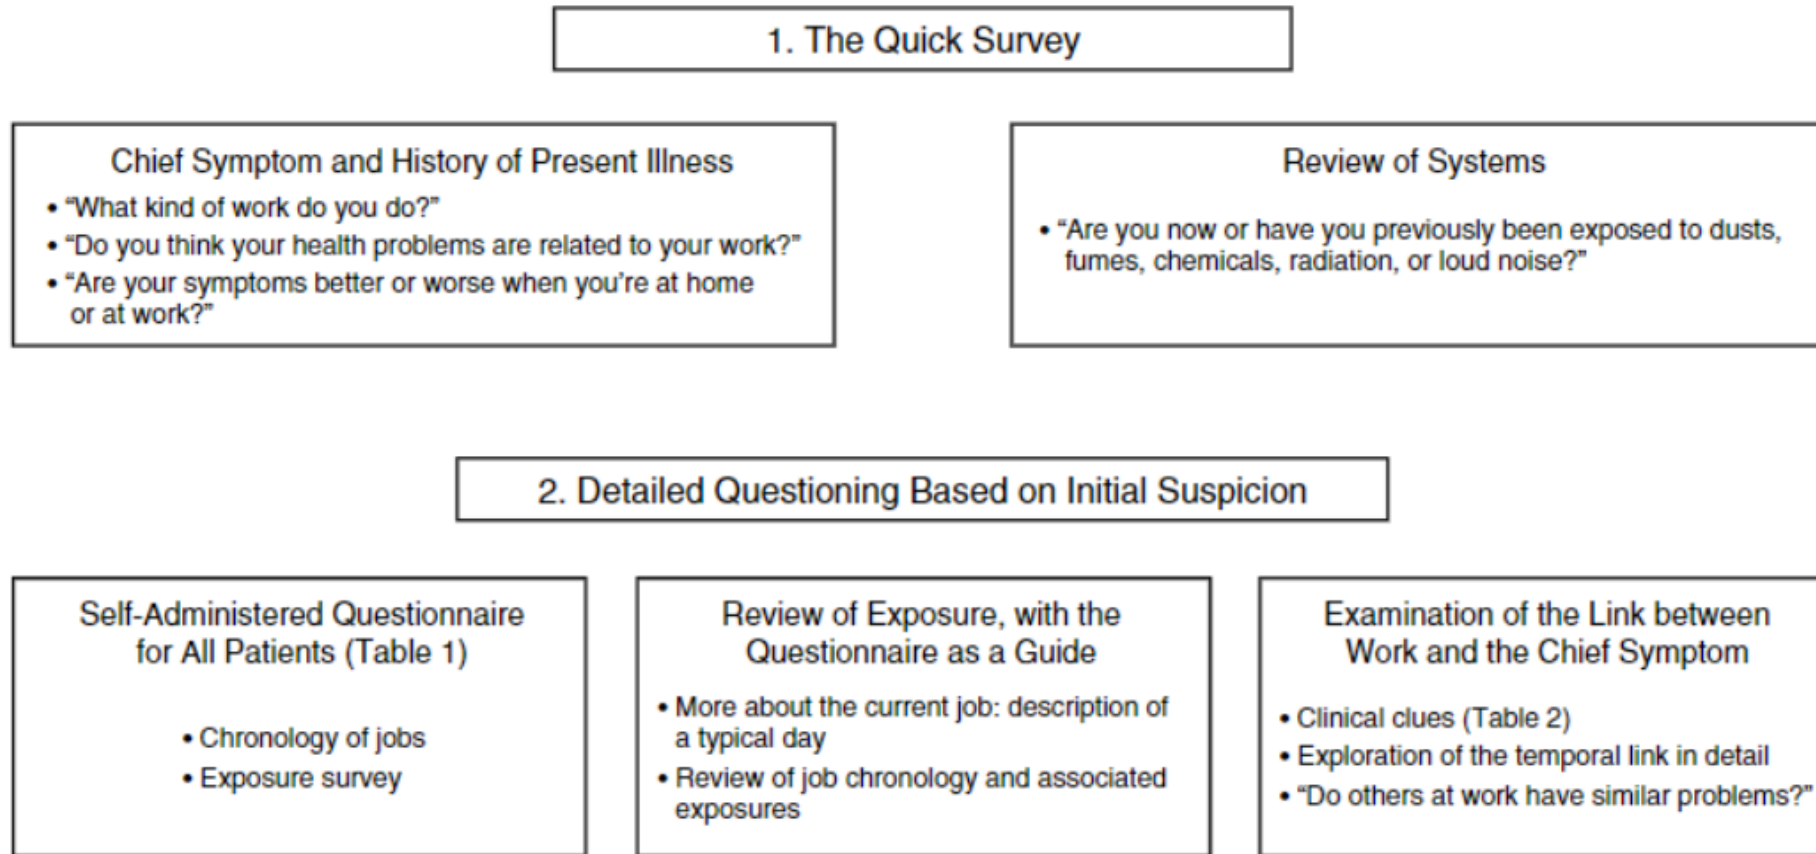 1. The Quick Survey
Chief Symptom and History of Present Illness
• “What kind of work do you do?”
• “Do you think your health problems are related to your work?”
• “Are your symptoms better or worse when you’re at home
or at work?”
Review of Systems
• “Are you now or have you previously been exposed to dusts,
fumes, chemicals, radiation, or loud noise?”
2. Detailed Questioning Based on Initial Suspicion
Self-Administered Questionnaire
for All Patients (Table 1)
• Chronology of jobs
• Exposure survey
Review of Exposure, with the
Questionnaire as a Guide
• More about the current job: description of
a typical day
• Review of job chronology and associated
exposures
Examination of the Link between
Work and the Chief Symptom
• Clinical clues (Table 2)
• Exploration of the temporal link in detail
• “Do others at work have similar problems?”